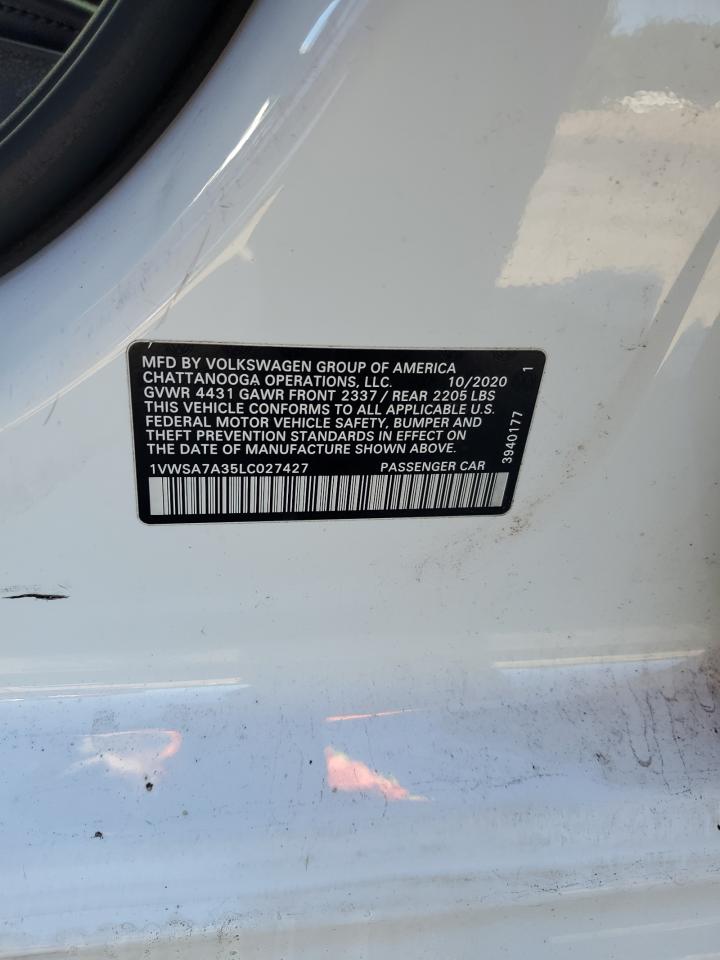 MFD BY VOLKSWAGEN GROUP OF AMERICA
CHATTANOOGA OPERATIONS, LLC. 10/2020
GVWR 4431 GAWR FRONT 2337 / REAR 2205 LBS
THIS VEHICLE CONFORMS TO ALL APPLICABLE U.S.
FEDERAL MOTOR VEHICLE SAFETY, BUMPER AND
THEFT PREVENTION STANDARDS IN EFFECT ON
THE DATE OF MANUFACTURE SHOWN ABOVE.
1VWSA7A35LC027427 PASSENGER CAR
3940177 1